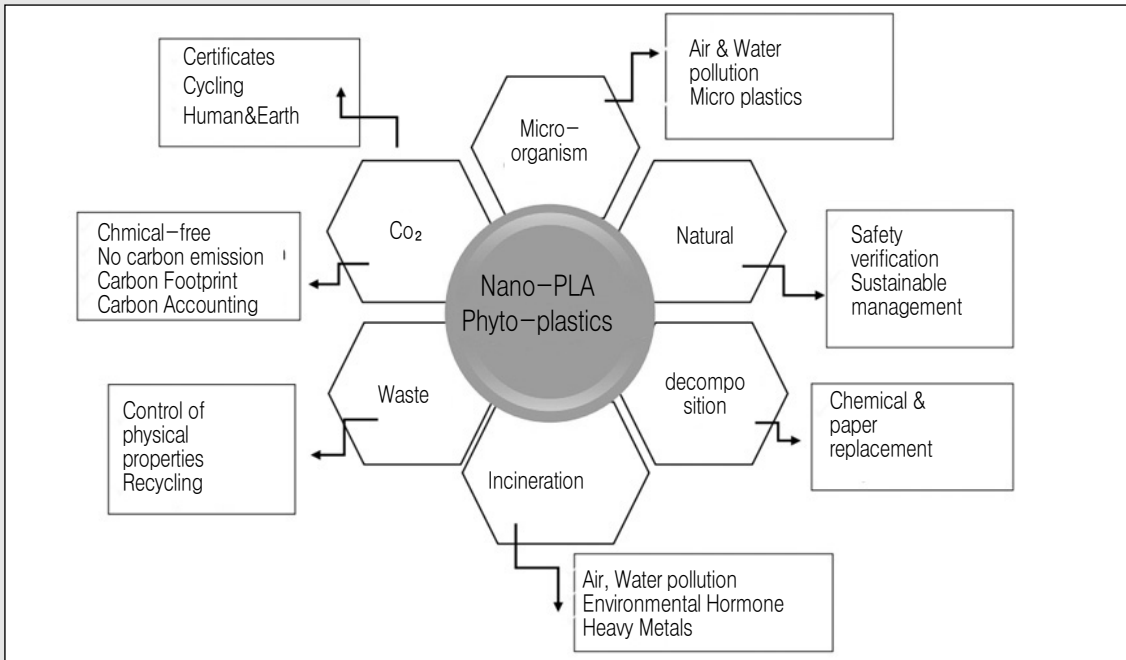 Certificates
Cycling
Human&Earth
Air & Water
pollution
Micro plastics
Micro-
organism
Co₂
Natural
Chmical-free
No carbon emission
Carbon Footprint
Carbon Accounting
Safety
verification
Sustainable
management
Nano-PLA
Phyto-plastics
Waste
decompo
sition
Control of
physical
properties
Recycling
Chemical &
paper
replacement
Incineration
Air, Water pollution
Environmental Hormone
Heavy Metals